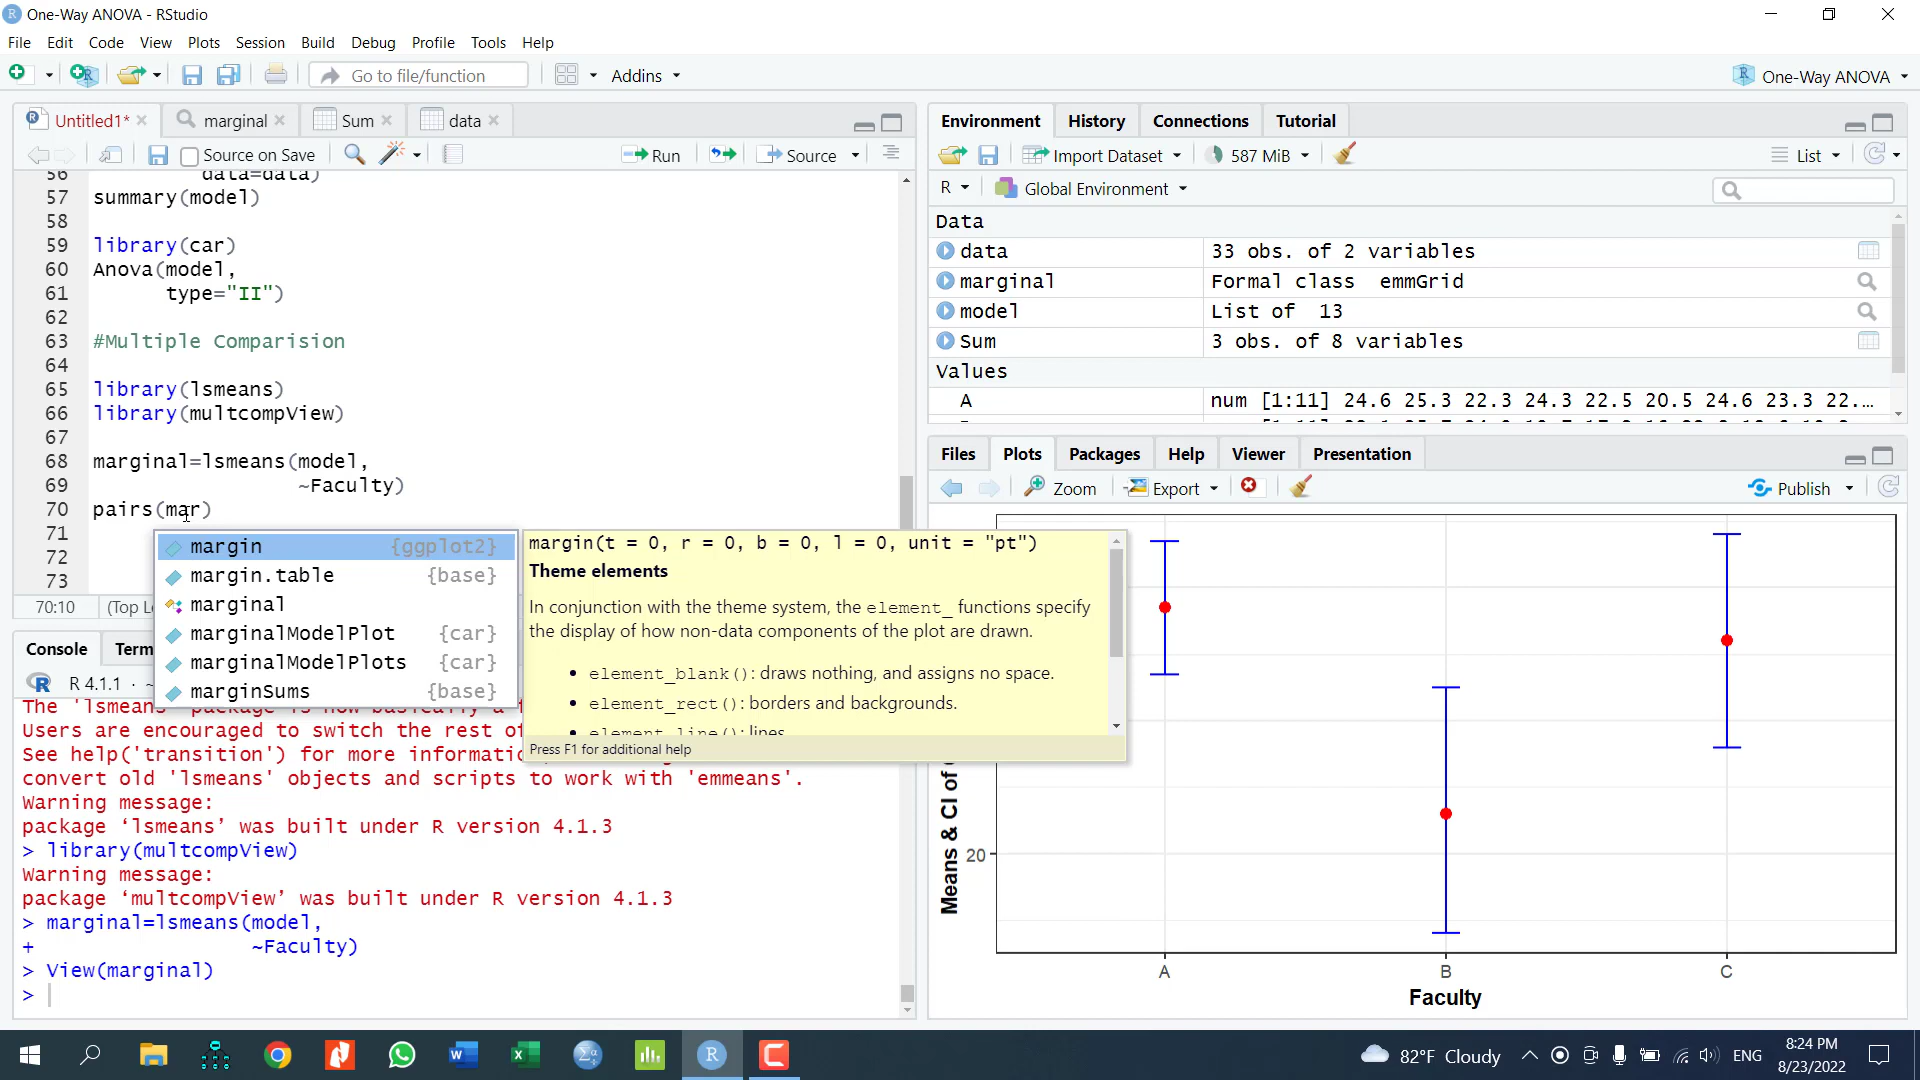 One-Way ANOVA - RStudio
File Edit Code View Plots Session Build Debug Profile Tools Help
Go to file/function Addins One-Way ANOVA
Untitled1* marginal Sum data
Source on Save Run Source
56 data=data)
57 summary(model)
58
59 library(car)
60 Anova(model,
61 type="II")
62
63 #Multiple Comparision
64
65 library(lsmeans)
66 library(multcompView)
67
68 marginal=lsmeans(model,
69 ~Faculty)
70 pairs(mar)
71
72
73
70:10 (Top L
margin {ggplot2}
margin.table {base}
marginal
marginalModelPlot {car}
marginalModelPlots {car}
marginSums {base}
margin(t = 0, r = 0, b = 0, l = 0, unit = "pt")
Theme elements
In conjunction with the theme system, the element_ functions specify
the display of how non-data components of the plot are drawn.
• element_blank(): draws nothing, and assigns no space.
• element_rect(): borders and backgrounds.
• element_line(): lines.
Press F1 for additional help
Console Term
R 4.1.1 · ~
The 'lsmeans' package is now basically a f
Users are encouraged to switch the rest of
See help('transition') for more informatio
convert old 'lsmeans' objects and scripts to work with 'emmeans'.
Warning message:
package ‘lsmeans’ was built under R version 4.1.3
> library(multcompView)
Warning message:
package ‘multcompView’ was built under R version 4.1.3
> marginal=lsmeans(model,
+ ~Faculty)
> View(marginal)
>
Environment History Connections Tutorial
Import Dataset 587 MiB List
R Global Environment
Data
data 33 obs. of 2 variables
marginal Formal class emmGrid
model List of 13
Sum 3 obs. of 8 variables
Values
A num [1:11] 24.6 25.3 22.3 24.3 22.5 20.5 24.6 23.3 22.…
Files Plots Packages Help Viewer Presentation
Zoom Export Publish
Means & CI of
20
A B C
Faculty
82°F Cloudy ENG
8:24 PM
8/23/2022